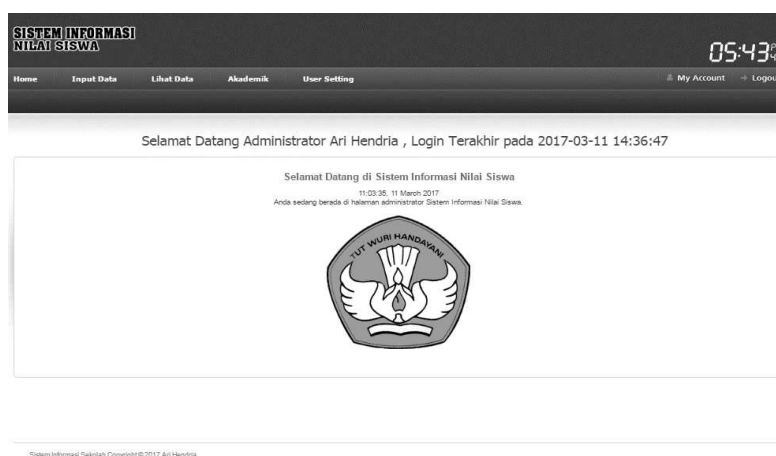 SISTEM INFORMASI
NILAI SISWA
05:43
Home Input Data Lihat Data Akademik User Setting My Account Logou
Selamat Datang Administrator Ari Hendria , Login Terakhir pada 2017-03-11 14:36:47
Selamat Datang di Sistem Informasi Nilai Siswa
11:03:35, 11 March 2017
Anda sedang berada di halaman administrator Sistem Informasi Nilai Siswa.
TUT WURI HANDAYANI
Sistem Informasi Sekolah Copyright © 2017 Ari Hendria